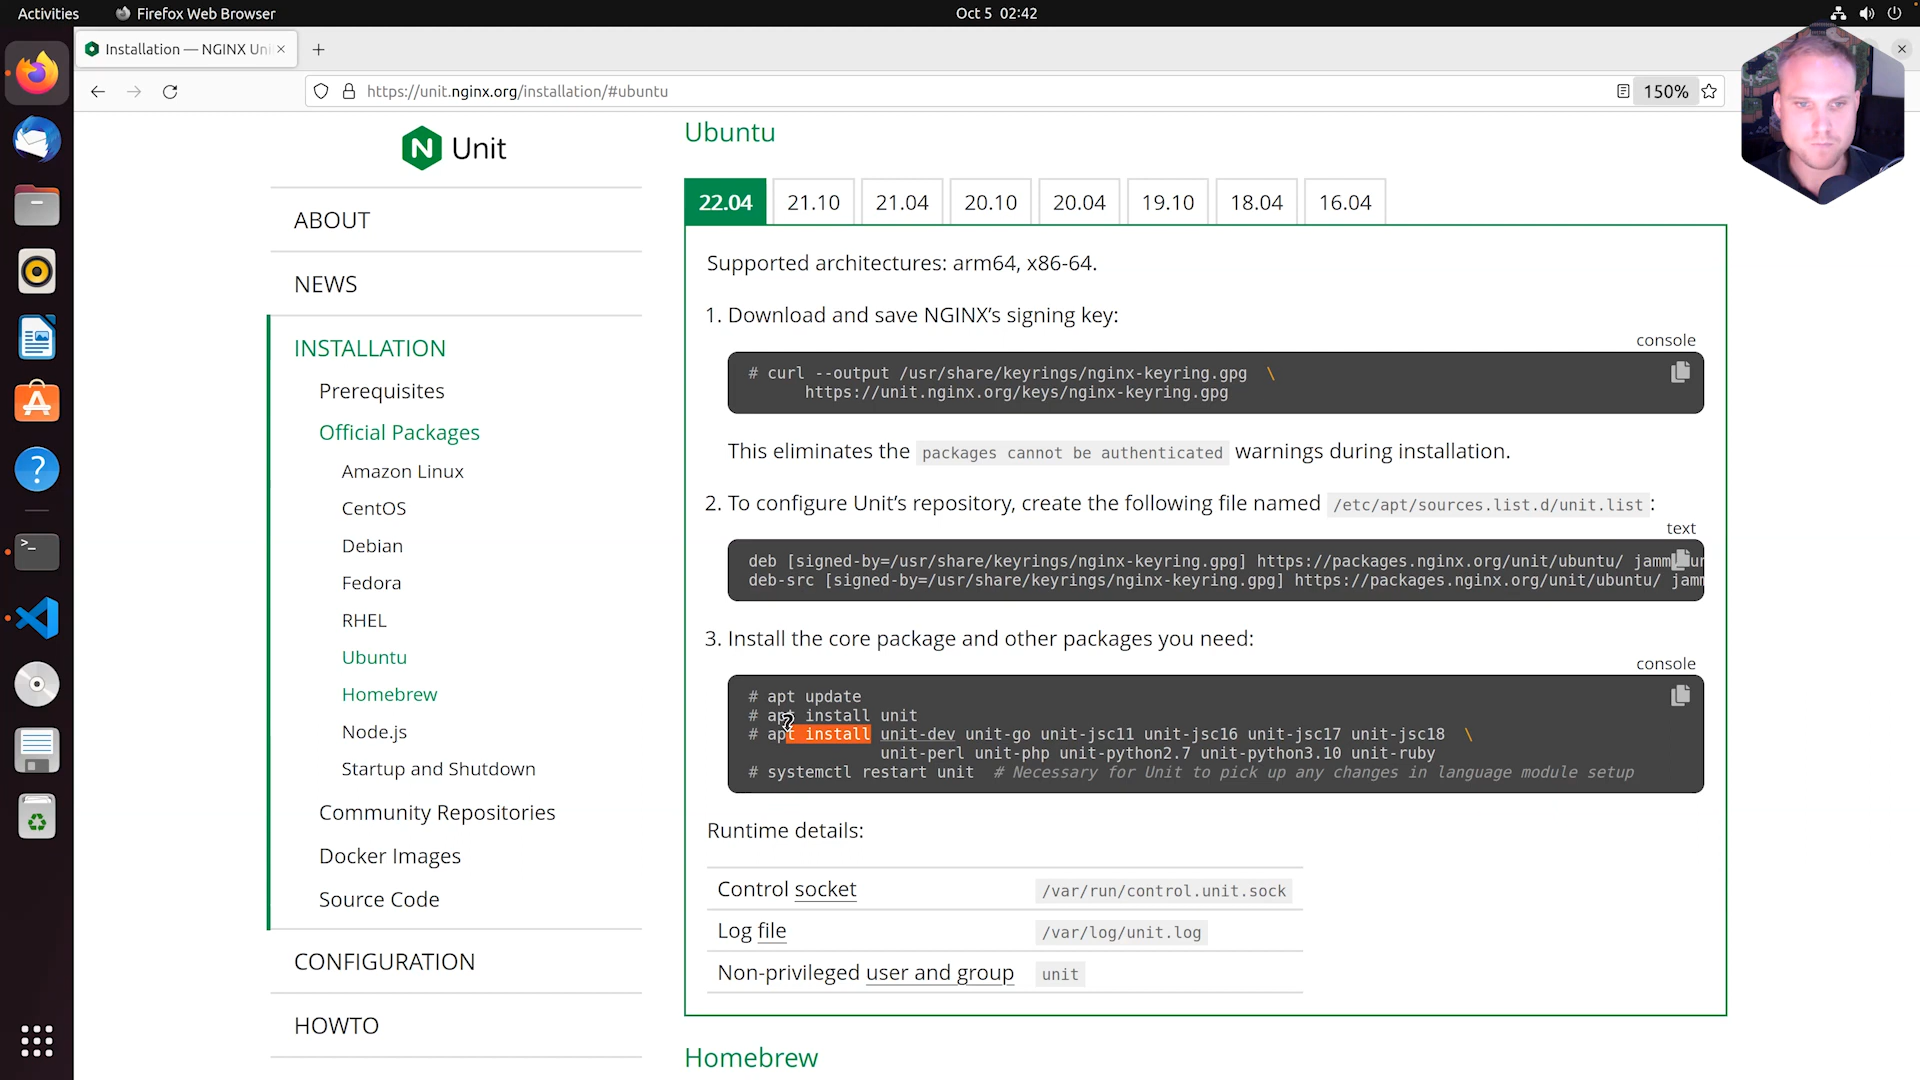 Activities
Firefox Web Browser
Oct 5 02:42
Installation — NGINX Uni
https://unit.nginx.org/installation/#ubuntu
150%
N Unit
ABOUT
NEWS
INSTALLATION
Prerequisites
Official Packages
Amazon Linux
CentOS
Debian
Fedora
RHEL
Ubuntu
Homebrew
Node.js
Startup and Shutdown
Community Repositories
Docker Images
Source Code
CONFIGURATION
HOWTO
Ubuntu
22.04 21.10 21.04 20.10 20.04 19.10 18.04 16.04
Supported architectures: arm64, x86-64.
1. Download and save NGINX’s signing key:
console
# curl --output /usr/share/keyrings/nginx-keyring.gpg \
https://unit.nginx.org/keys/nginx-keyring.gpg
This eliminates the packages cannot be authenticated warnings during installation.
2. To configure Unit’s repository, create the following file named /etc/apt/sources.list.d/unit.list:
text
deb [signed-by=/usr/share/keyrings/nginx-keyring.gpg] https://packages.nginx.org/unit/ubuntu/
deb-src [signed-by=/usr/share/keyrings/nginx-keyring.gpg] https://packages.nginx.org/unit/ubuntu/ jamm
3. Install the core package and other packages you need:
console
# apt update
# apt install unit
# apt install unit-dev unit-go unit-jsc11 unit-jsc16 unit-jsc17 unit-jsc18 \
unit-perl unit-php unit-python2.7 unit-python3.10 unit-ruby
# systemctl restart unit # Necessary for Unit to pick up any changes in language module setup
Runtime details:
Control socket /var/run/control.unit.sock
Log file /var/log/unit.log
Non-privileged user and group unit
Homebrew